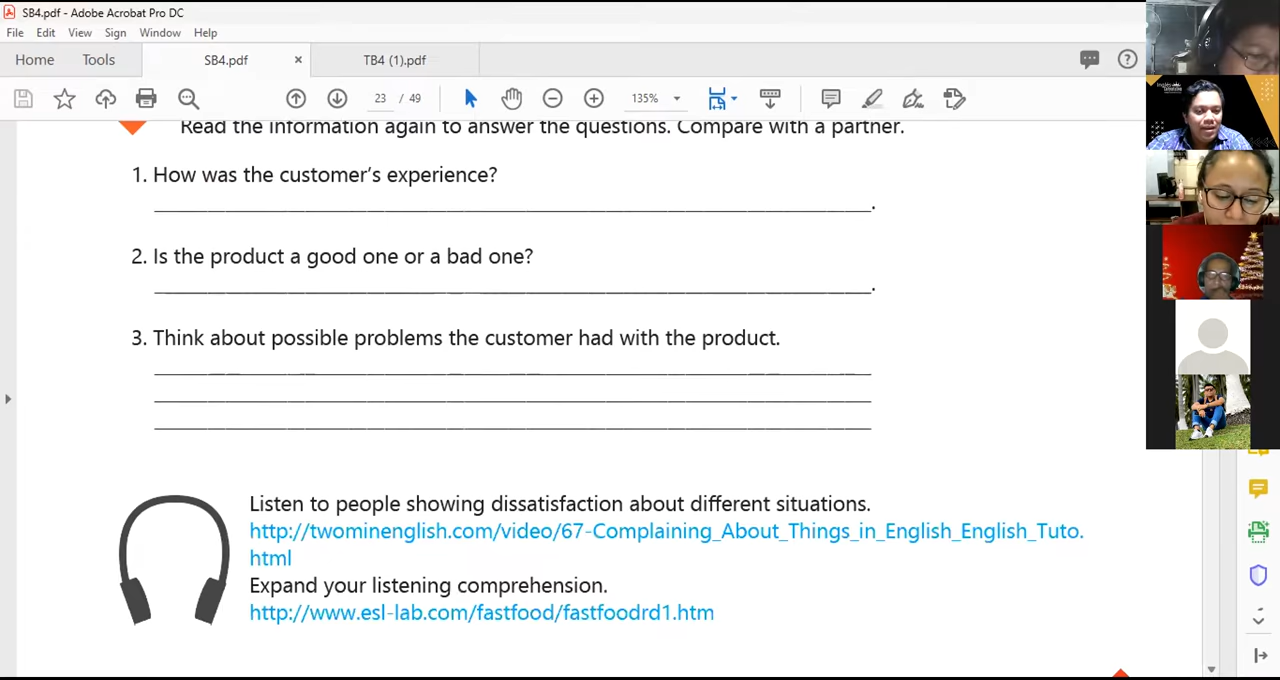 SB4.pdf - Adobe Acrobat Pro DC
File Edit View Sign Window Help
Home Tools SB4.pdf × TB4 (1).pdf
23 / 49 135%
Read the information again to answer the questions. Compare with a partner.
1. How was the customer's experience?
2. Is the product a good one or a bad one?
3. Think about possible problems the customer had with the product.
Listen to people showing dissatisfaction about different situations.
http://twominenglish.com/video/67-Complaining_About_Things_in_English_English_Tuto.
html
Expand your listening comprehension.
http://www.esl-lab.com/fastfood/fastfoodrd1.htm